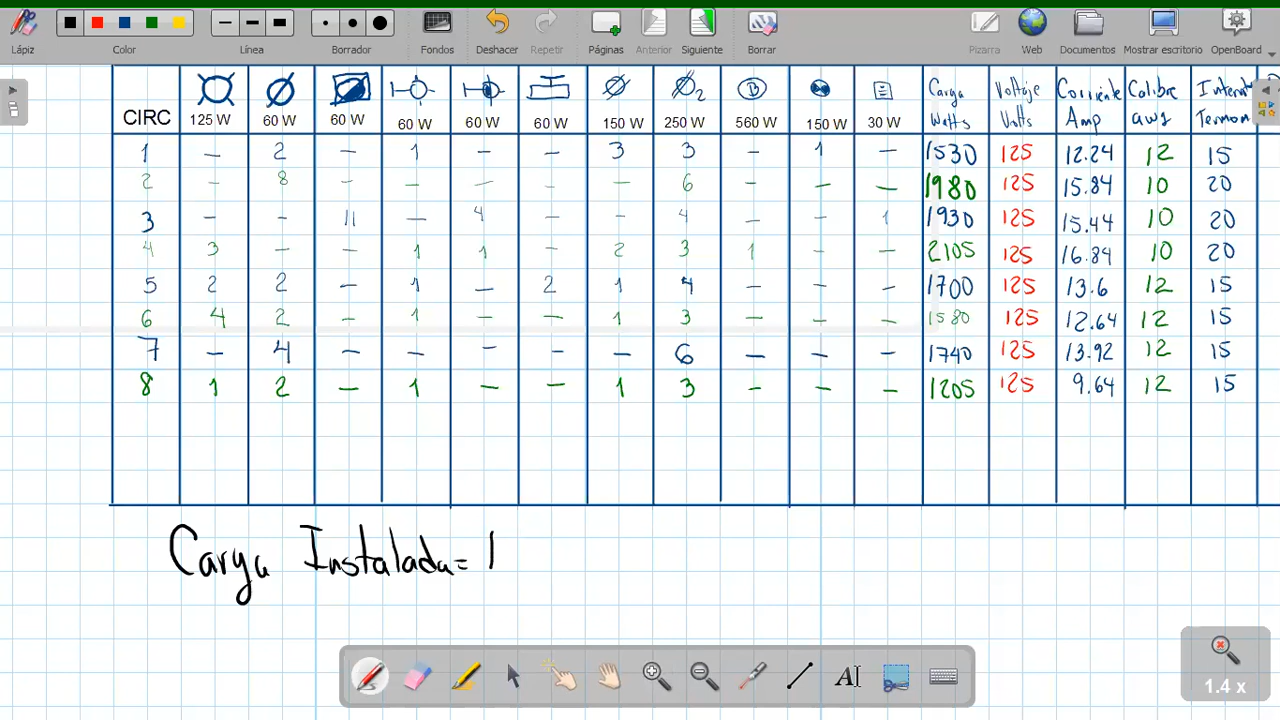 Lápiz Color Línea Borrador Fondos Deshacer Repetir Páginas Anterior Siguiente Borrar Pizarra Web Documentos Mostrar escritorio OpenBoard
CIRC 125 W 60 W 60 W 60 W 60 W 60 W 150 W 2 250 W B 560 W 150 W 30 W Carga Watts Voltaje Volts Corriente Amp Calibre awg Termom
1 – 2 – 1 – – 3 3 – 1 – 1530 125 12.24 12 15
2 – 8 – – – – – 6 – – – 1980 125 15.84 10 20
3 – – 11 – 4 – – 4 – – 1 1930 125 15.44 10 20
4 3 – – 1 1 – 2 3 1 – – 2105 125 16.84 10 20
5 2 2 – 1 – 2 1 4 – – – 1700 125 13.6 12 15
6 4 2 – 1 – – 1 3 – – – 1580 125 12.64 12 15
7 – 4 – – – – – 6 – – – 1740 125 13.92 12 15
8 1 2 – 1 – – 1 3 – – – 1205 125 9.64 12 15
Carga Instalada= 1
AI
1.4 x